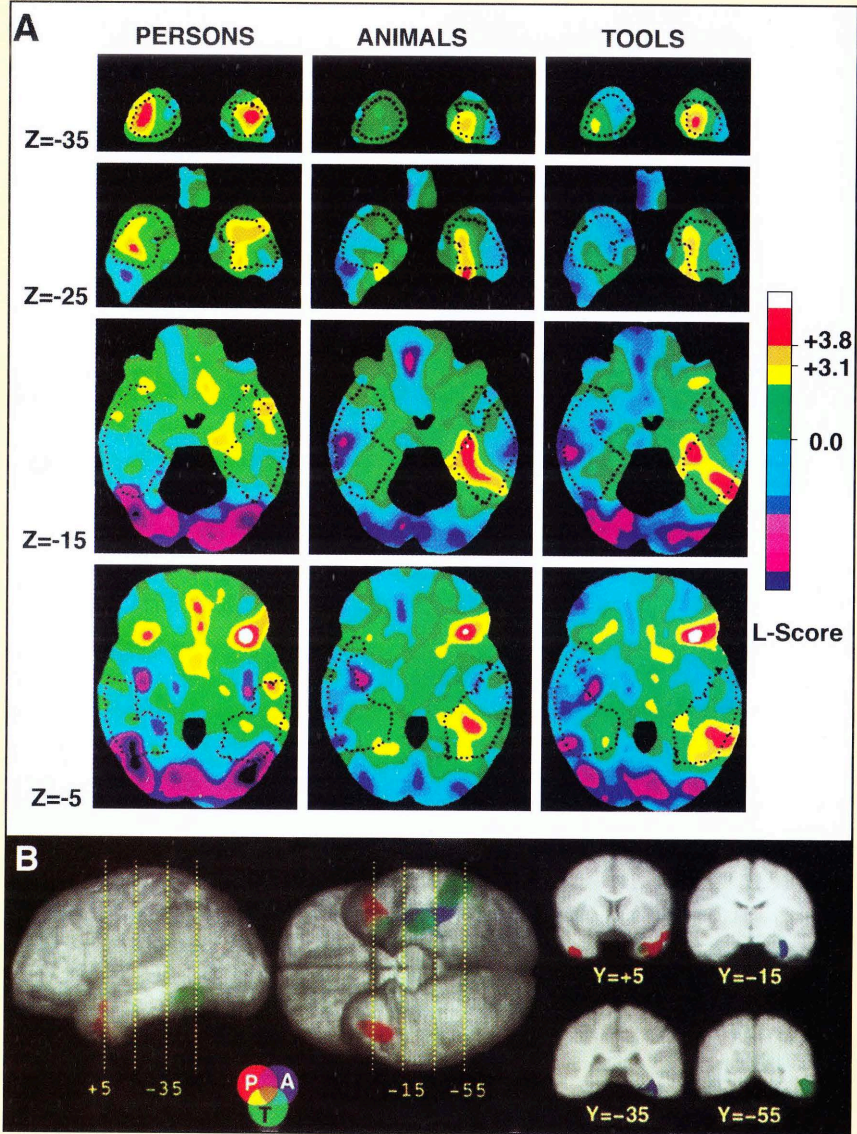 A
PERSONS ANIMALS TOOLS
Z=-35
Z=-25
Z=-15
Z=-5
+3.8
+3.1
0.0
L-Score
B
+5 -35
-15 -55
P A
T
Y=+5 Y=-15
Y=-35 Y=-55